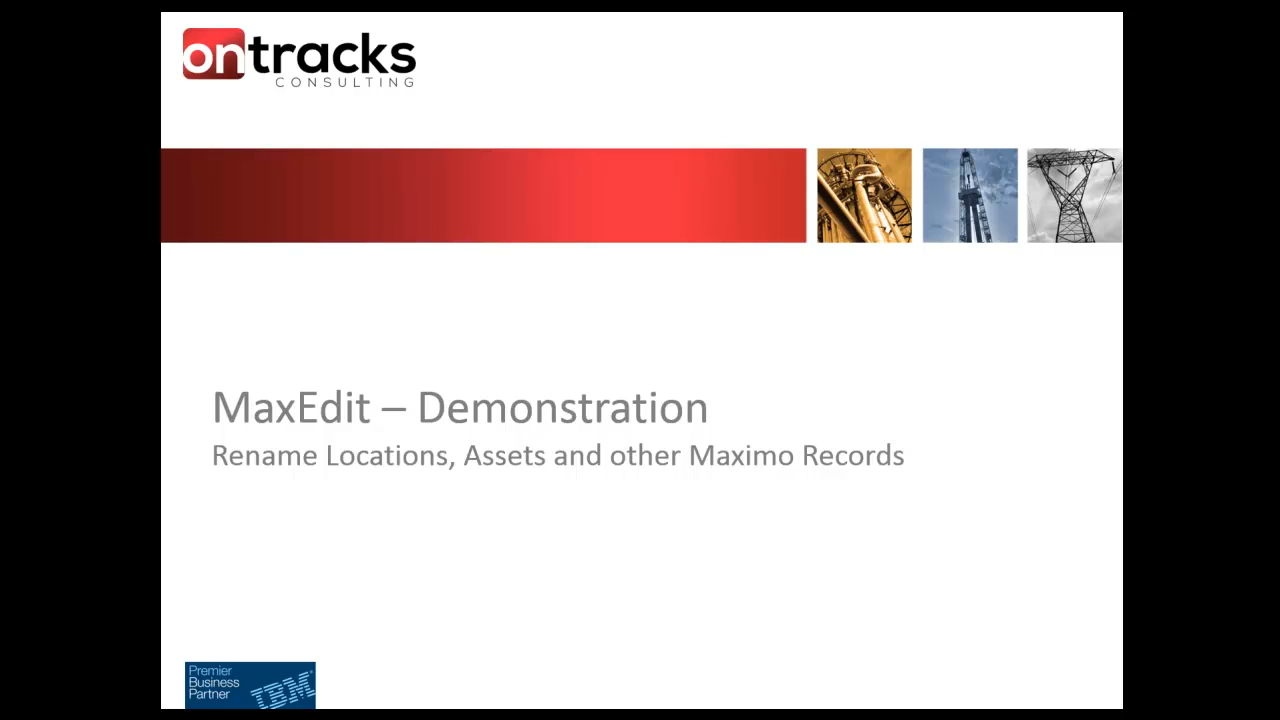 ontracks
CONSULTING
MaxEdit – Demonstration
Rename Locations, Assets and other Maximo Records
Premier
Business
Partner
IBM